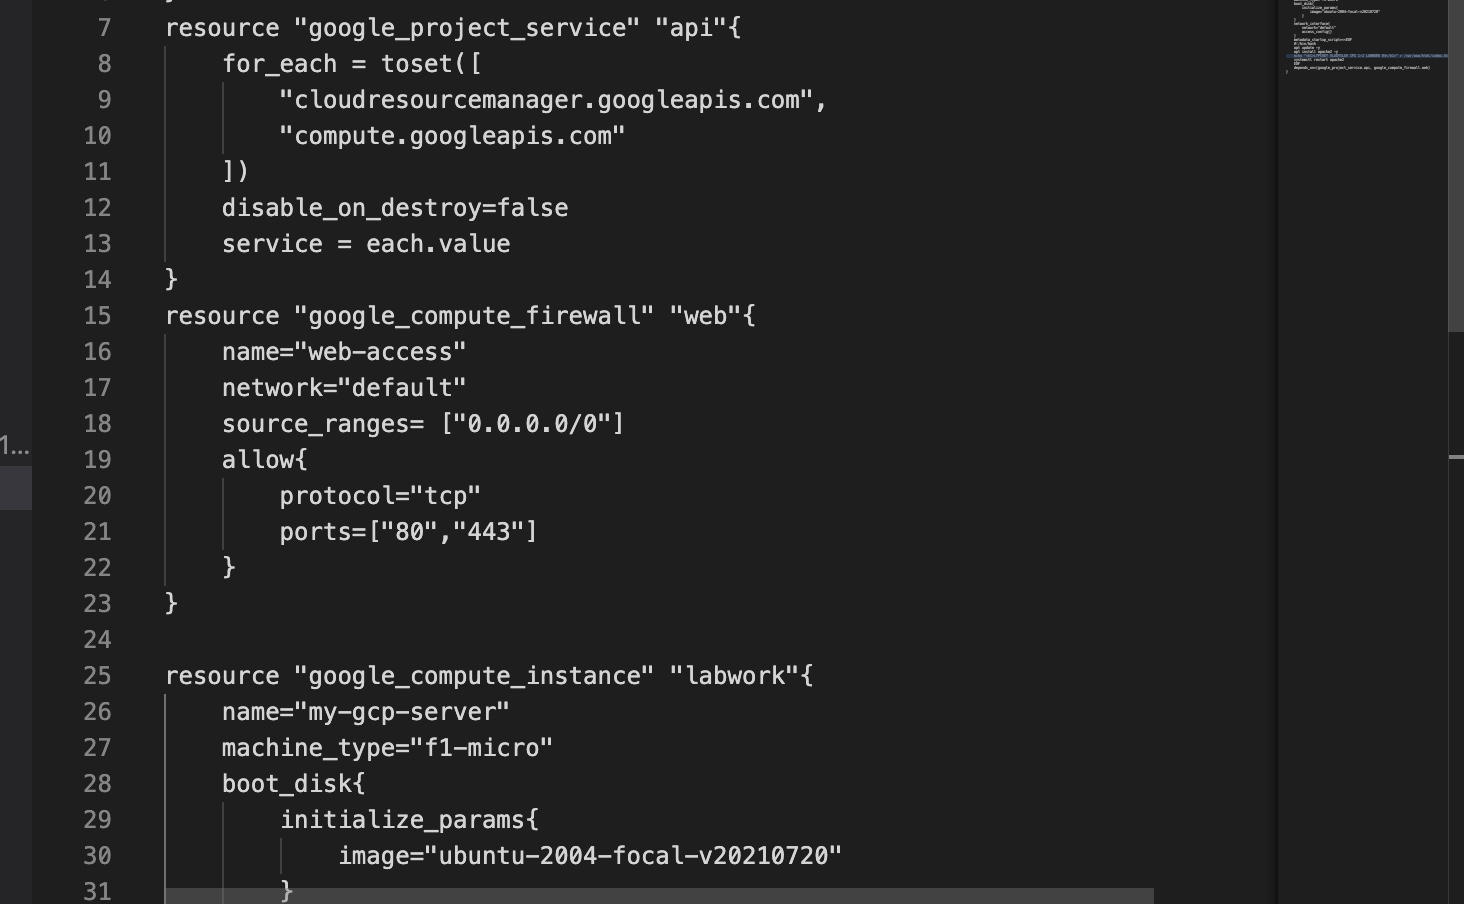 7 resource "google_project_service" "api"{
8 for_each = toset([
9 "cloudresourcemanager.googleapis.com",
10 "compute.googleapis.com"
11 ])
12 disable_on_destroy=false
13 service = each.value
14 }
15 resource "google_compute_firewall" "web"{
16 name="web-access"
17 network="default"
18 source_ranges= ["0.0.0.0/0"]
1...
19 allow{
20 protocol="tcp"
21 ports=["80","443"]
22 }
23 }
24
25 resource "google_compute_instance" "labwork"{
26 name="my-gcp-server"
27 machine_type="f1-micro"
28 boot_disk{
29 initialize_params{
30 image="ubuntu-2004-focal-v20210720"
31 }